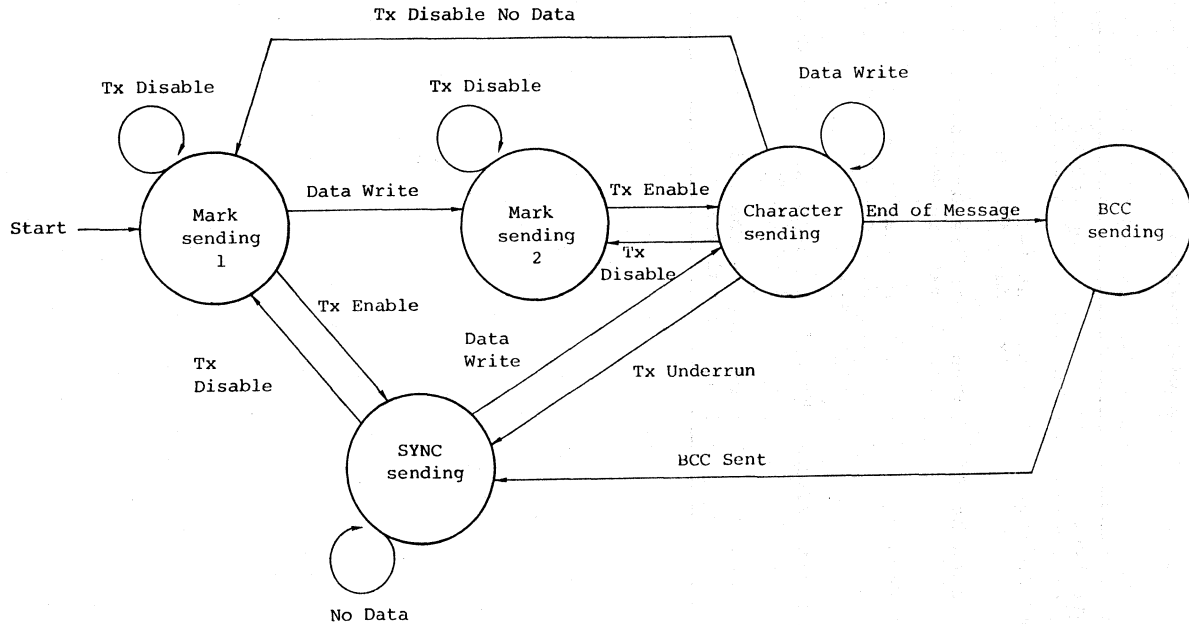 Tx Disable No Data
Tx Disable
Tx Disable
Data Write
Start
Mark
sending
1
Data Write
Mark
sending
2
Tx Enable
Tx
Disable
Character
sending
End of Message
BCC
sending
Tx Enable
Tx
Disable
Data
Write
Tx Underrun
SYNC
sending
BCC Sent
No Data